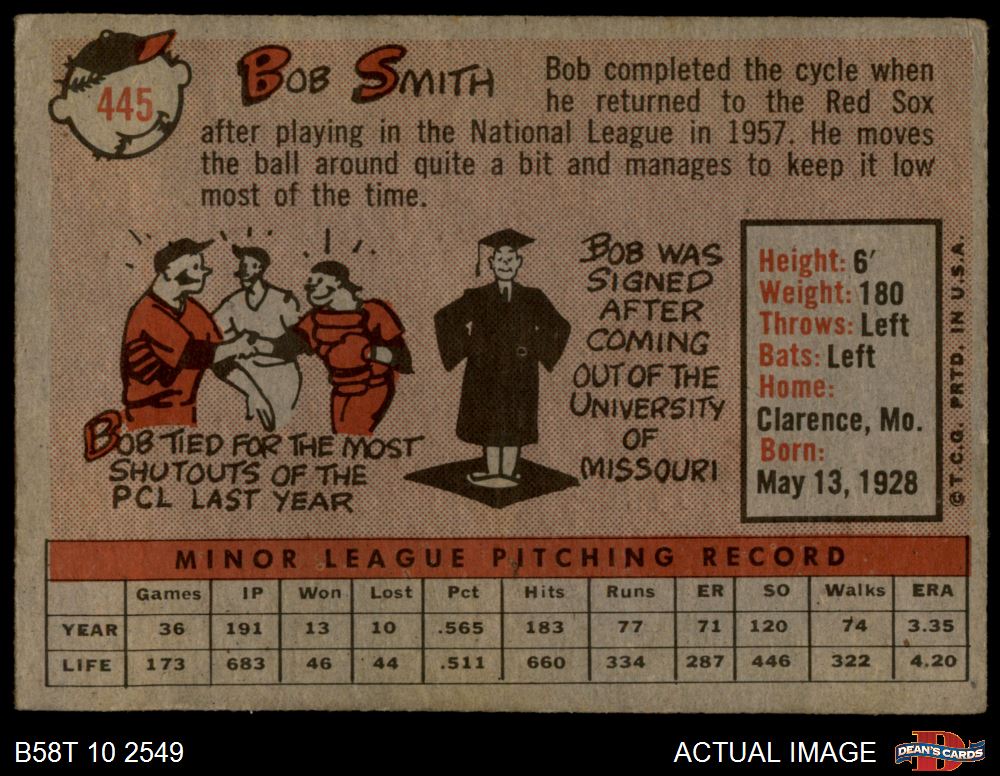 445
BOB SMITH
Bob completed the cycle when
he returned to the Red Sox
after playing in the National League in 1957. He moves
the ball around quite a bit and manages to keep it low
most of the time.
BOB TIED FOR THE MOST
SHUTOUTS OF THE
PCL LAST YEAR
BOB WAS
SIGNED
AFTER
COMING
OUT OF THE
UNIVERSITY
OF
MISSOURI
Height: 6'
Weight: 180
Throws: Left
Bats: Left
Home:
Clarence, Mo.
Born:
May 13, 1928
© T.C.G. PRTD. IN U.S.A.
MINOR LEAGUE PITCHING RECORD
Games IP Won Lost Pct Hits Runs ER SO Walks ERA
YEAR 36 191 13 10 .565 183 77 71 120 74 3.35
LIFE 173 683 46 44 .511 660 334 287 446 322 4.20
B58T 10 2549
ACTUAL IMAGE
DEAN'S CARDS